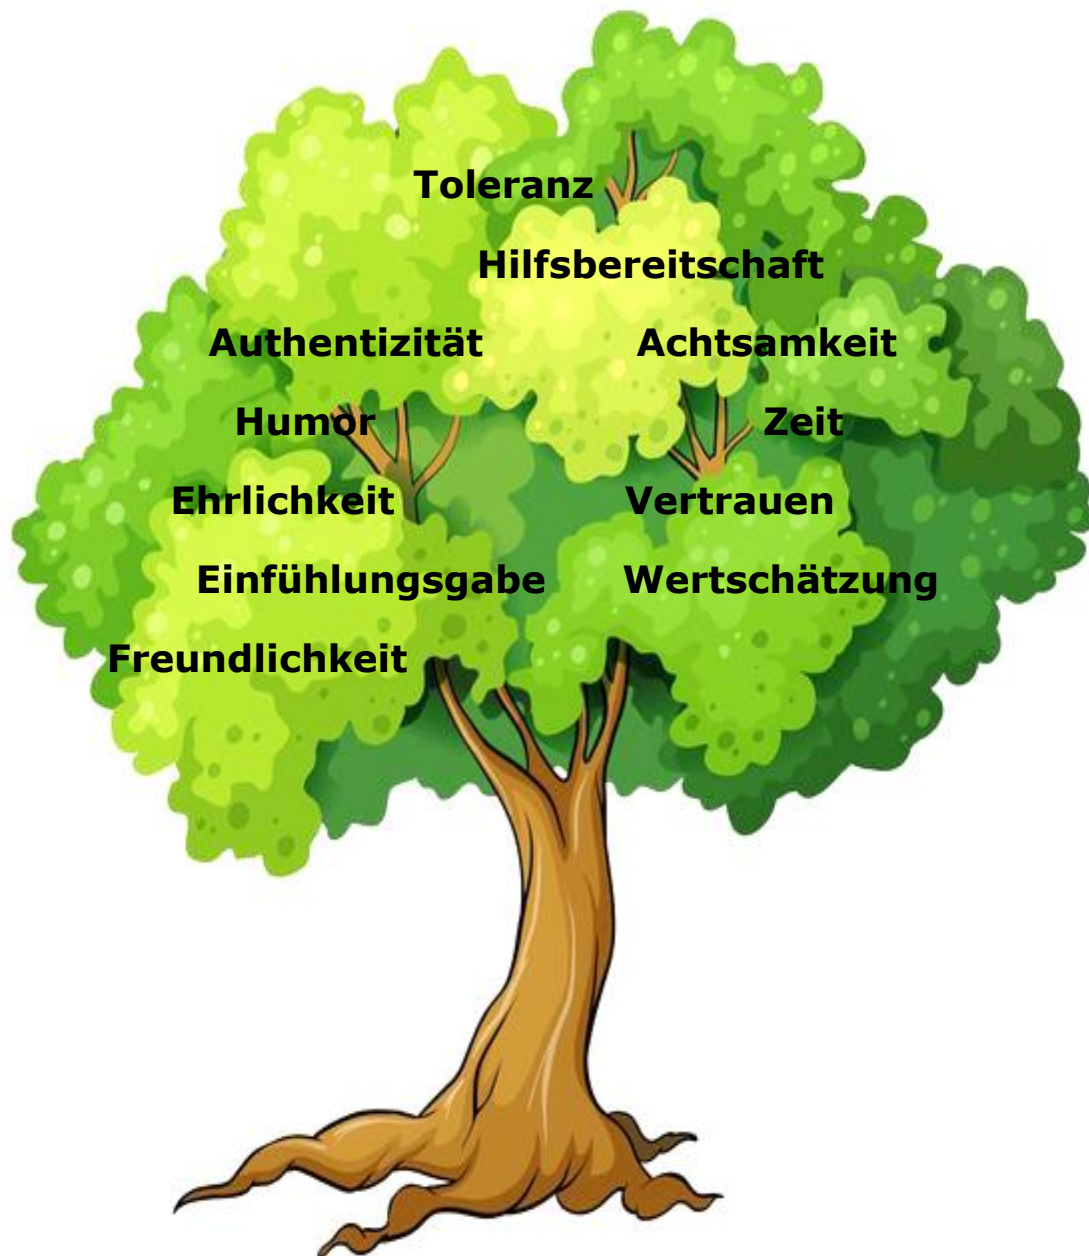 Toleranz
Hilfsbereitschaft
Authentizität Achtsamkeit
Humor Zeit
Ehrlichkeit Vertrauen
Einfühlungsgabe Wertschätzung
Freundlichkeit